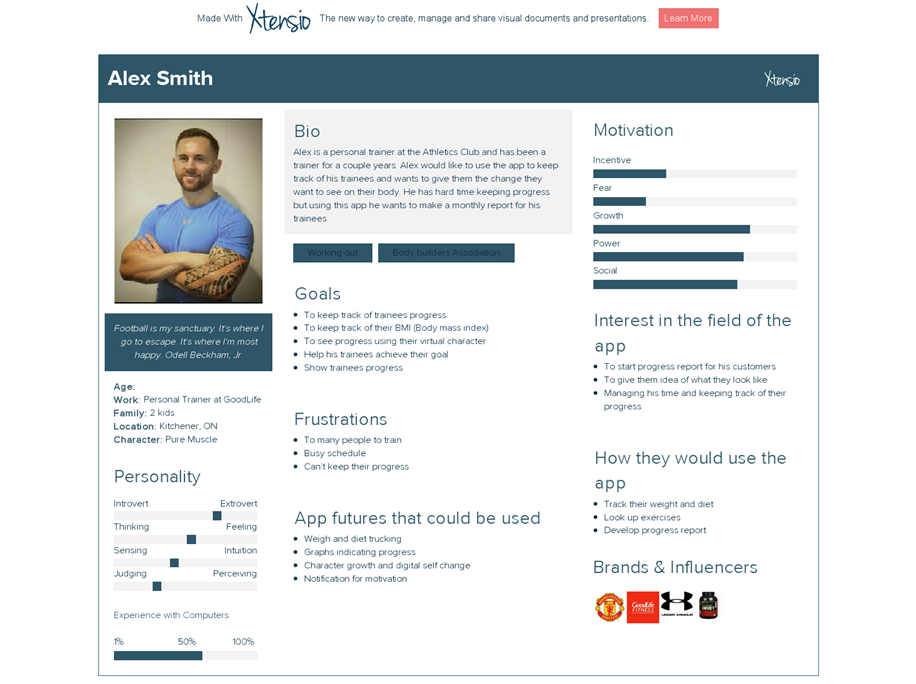 Made With Xtensio The new way to create, manage and share visual documents and presentations. Learn More
Alex Smith
Xtensio
Football is my sanctuary. It's where I
go to escape. It's where I'm most
happy. Odell Beckham, Jr.
Age:
Work: Personal Trainer at GoodLife
Family: 2 kids
Location: Kitchener, ON
Character: Pure Muscle
Personality
Introvert Extrovert
Thinking Feeling
Sensing Intuition
Judging Perceiving
Experience with Computers
1% 50% 100%
Bio
Alex is a personal trainer at the Athletics Club and has been a
trainer for a couple years. Alex would like to use the app to keep
track of his trainees and wants to give them the change they
want to see on their body. He has hard time keeping progress
but using this app he wants to make a monthly report for his
trainees.
Working out Body builders Assosiation
Goals
To keep track of trainees progress
To keep track of their BMI (Body mass index)
To see progress using their virtual character
Help his trainees achieve their goal
Show trainees progress
Frustrations
To many people to train
Busy schedule
Can't keep their progress
App futures that could be used
Weigh and diet trucking
Graphs indicating progress
Character growth and digital self change
Notification for motivation
Motivation
Incentive
Fear
Growth
Power
Social
Interest in the field of the
app
To start progress report for his customers
To give them idea of what they look like
Managing his time and keeping track of their
progress
How they would use the
app
Track their weight and diet
Look up exercises
Develop progress report
Brands & Influencers
GoodLife
FITNESS
UNDER ARMOUR
WHEY